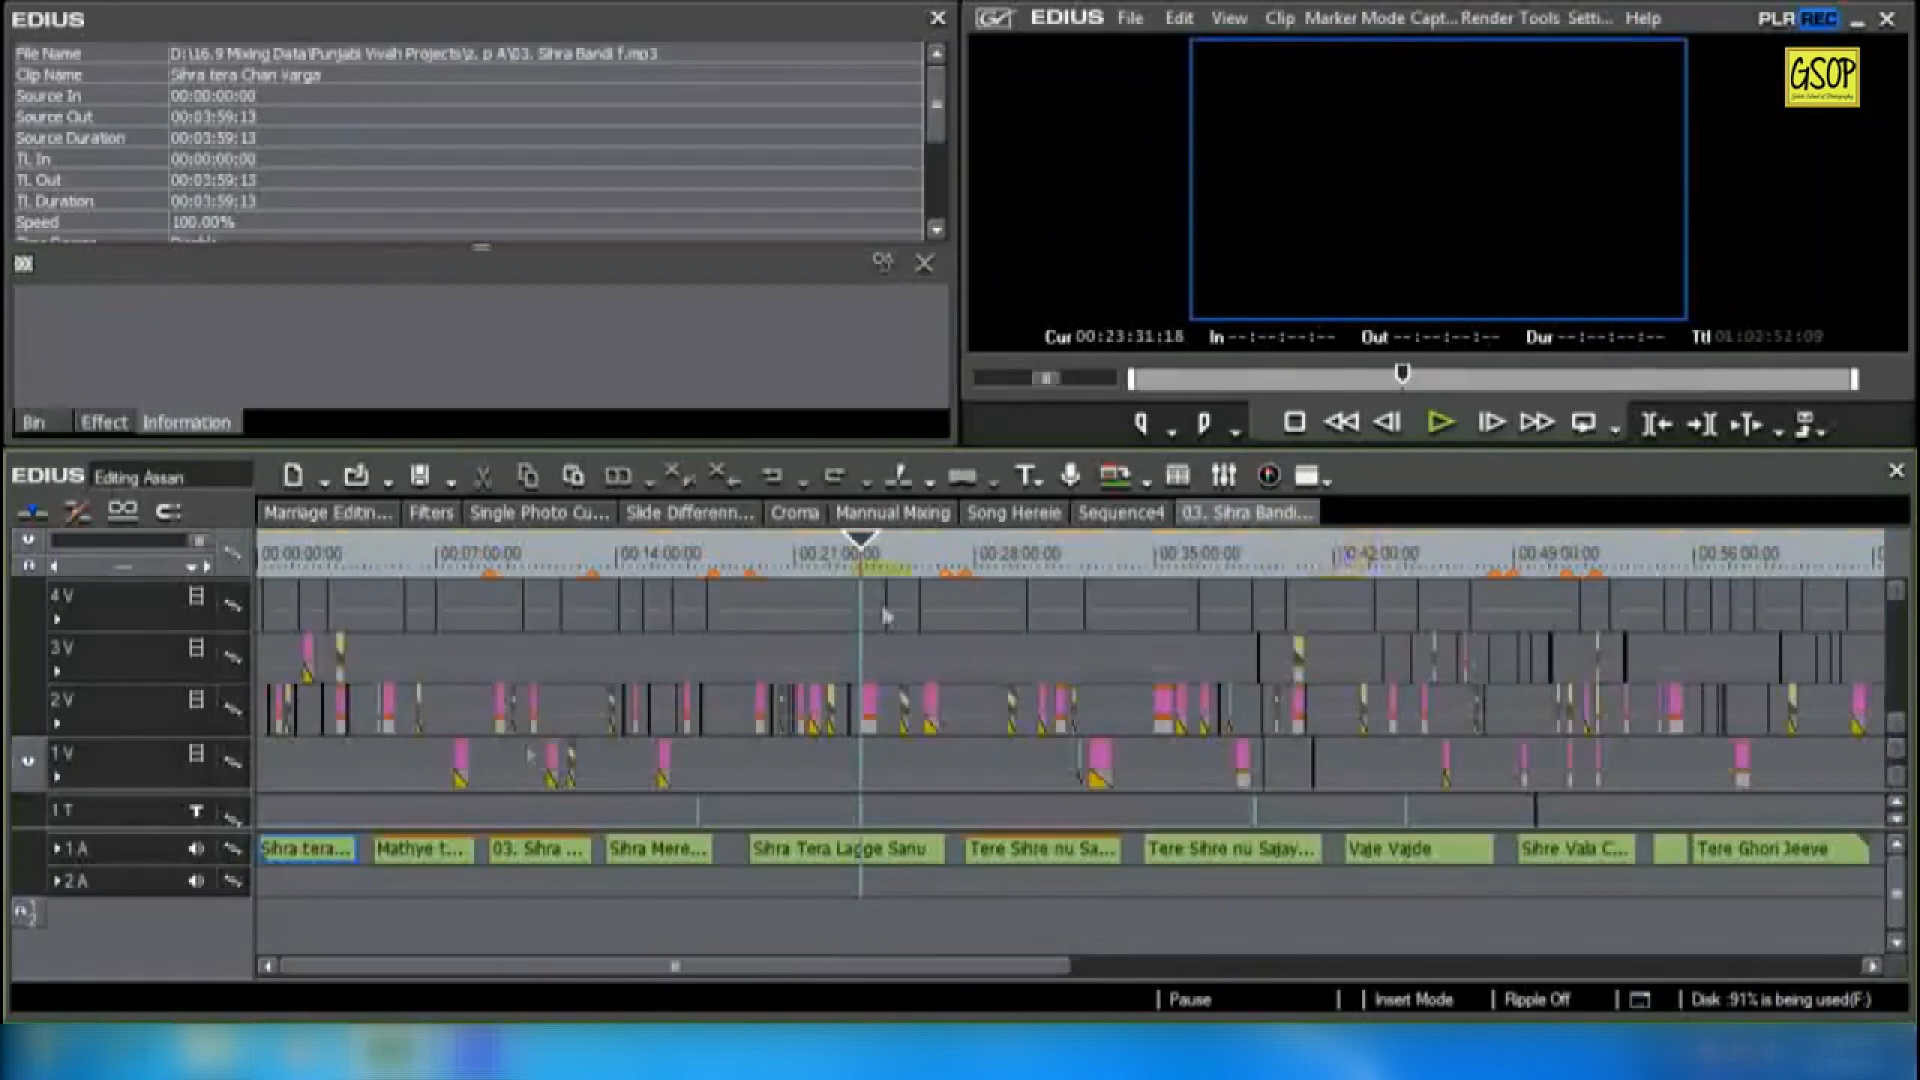 EDIUS
File Name D:\16.9 Mixing Data\Punjabi Vivah Projects\z. p A\03. Sihra Bandi f.mp3
Clip Name Sihra tera Chan Varga
Source In 00:00:00:00
Source Out 00:03:59:13
Source Duration 00:03:59:13
TL In 00:00:00:00
TL Out 00:03:59:13
TL Duration 00:03:59:13
Speed 100.00%
Bin Effect Information
EDIUS File Edit View Clip Marker Mode Capt... Render Tools Setti... Help PLR REC
GSOP
Cur 00:23:31:18 In --:--:--:-- Out --:--:--:-- Dur --:--:--:-- Ttl 01:02:52:09
EDIUS Editing Assan
Marriage Editin... Filters Single Photo Cu... Slide Differenn... Croma Mannual Mixing Song Hereie Sequence4 03. Sihra Bandi...
00:00:00:00 00:07:00:00 00:14:00:00 00:21:00:00 00:28:00:00 00:35:00:00 00:42:00:00 00:49:00:00 00:56:00:00
4 V
3 V
2 V
1 V
1 T T
1 A Sihra tera... Mathye t... 03. Sihra ... Sihra Mere... Sihra Tera Lagge Sanu Tere Sihre nu Sa... Tere Sihre nu Sajay... Vaje Vajde Sihre Vala C... Tere Ghori Jeeve
2 A
Pause Insert Mode Ripple Off Disk :91% is being used(F:)